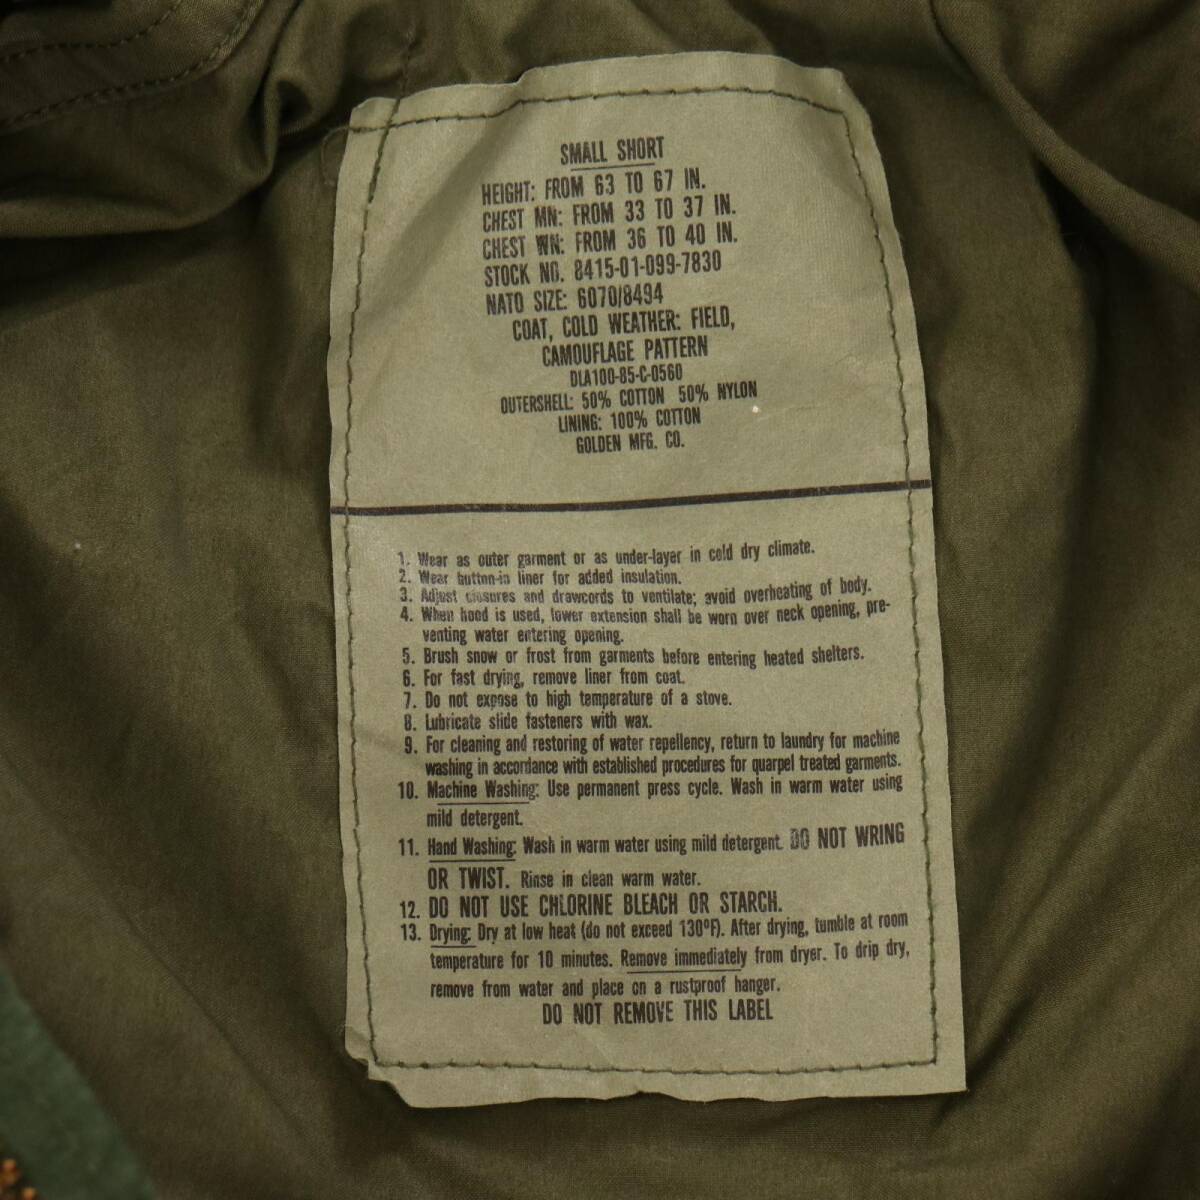 SMALL SHORT
HEIGHT: FROM 63 TO 67 IN.
CHEST MN: FROM 33 TO 37 IN.
CHEST WN: FROM 36 TO 40 IN.
STOCK NO. 8415-01-099-7830
NATO SIZE: 6070/8494
COAT, COLD WEATHER: FIELD,
CAMOUFLAGE PATTERN
DLA100-85-C-0560
OUTERSHELL: 50% COTTON 50% NYLON
LINING: 100% COTTON
GOLDEN MFG. CO.
1. Wear as outer garment or as under-layer in cold dry climate.
2. Wear button-in liner for added insulation.
3. Adjust closures and drawcords to ventilate; avoid overheating of body.
4. When hood is used, lower extension shall be worn over neck opening, pre-
venting water entering opening.
5. Brush snow or frost from garments before entering heated shelters.
6. For fast drying, remove liner from coat.
7. Do not expose to high temperature of a stove.
8. Lubricate slide fasteners with wax.
9. For cleaning and restoring of water repellency, return to laundry for machine
washing in accordance with established procedures for quarpel treated garments.
10. Machine Washing: Use permanent press cycle. Wash in warm water using
mild detergent.
11. Hand Washing: Wash in warm water using mild detergent. DO NOT WRING
OR TWIST. Rinse in clean warm water.
12. DO NOT USE CHLORINE BLEACH OR STARCH.
13. Drying: Dry at low heat (do not exceed 130ºF). After drying, tumble at room
temperature for 10 minutes. Remove immediately from dryer. To drip dry,
remove from water and place on a rustproof hanger.
DO NOT REMOVE THIS LABEL